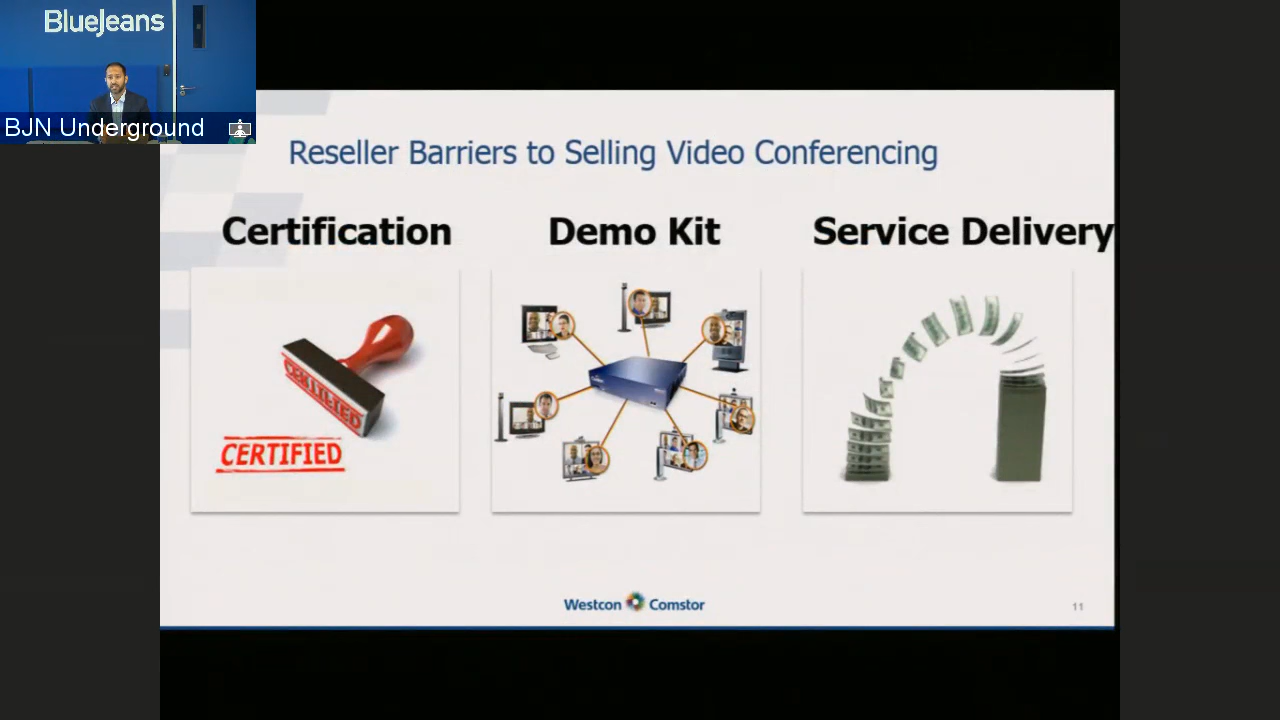 BlueJeans
BJN Underground
Reseller Barriers to Selling Video Conferencing
Certification
Demo Kit
Service Delivery
CERTIFIED
CERTIFIED
Westcon Comstor
11